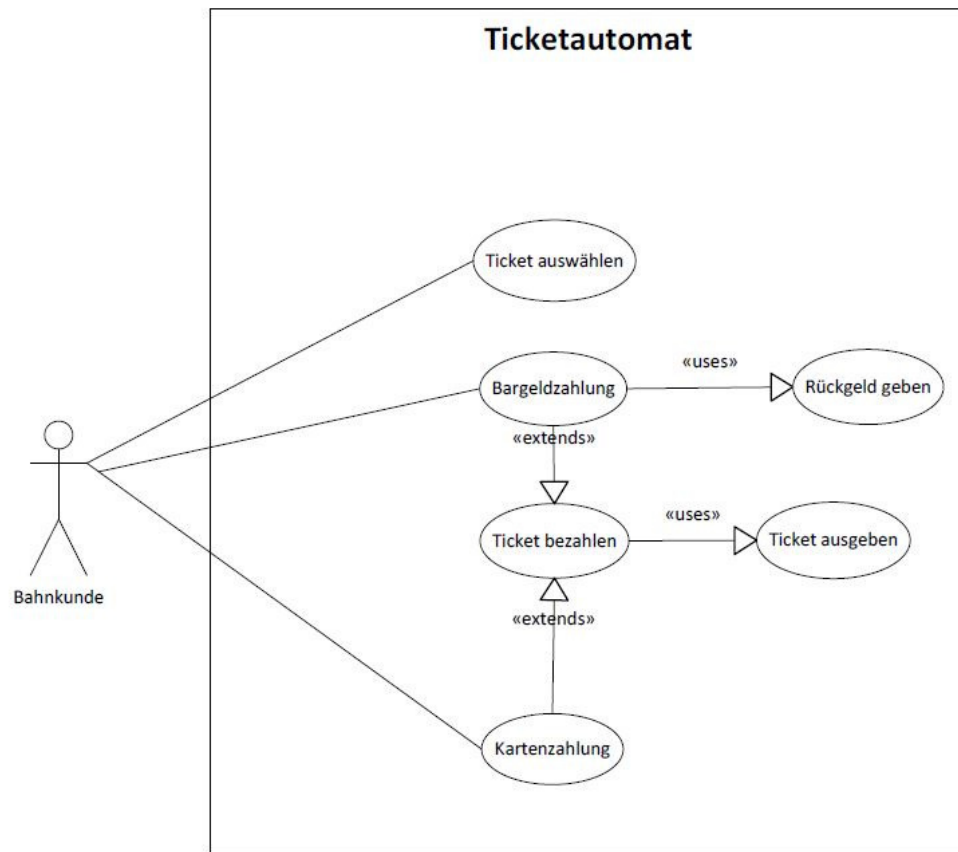 Ticketautomat
Ticket auswählen
«uses»
Bargeldzahlung
Rückgeld geben
«extends»
«uses»
Ticket bezahlen
Ticket ausgeben
Bahnkunde
«extends»
Kartenzahlung